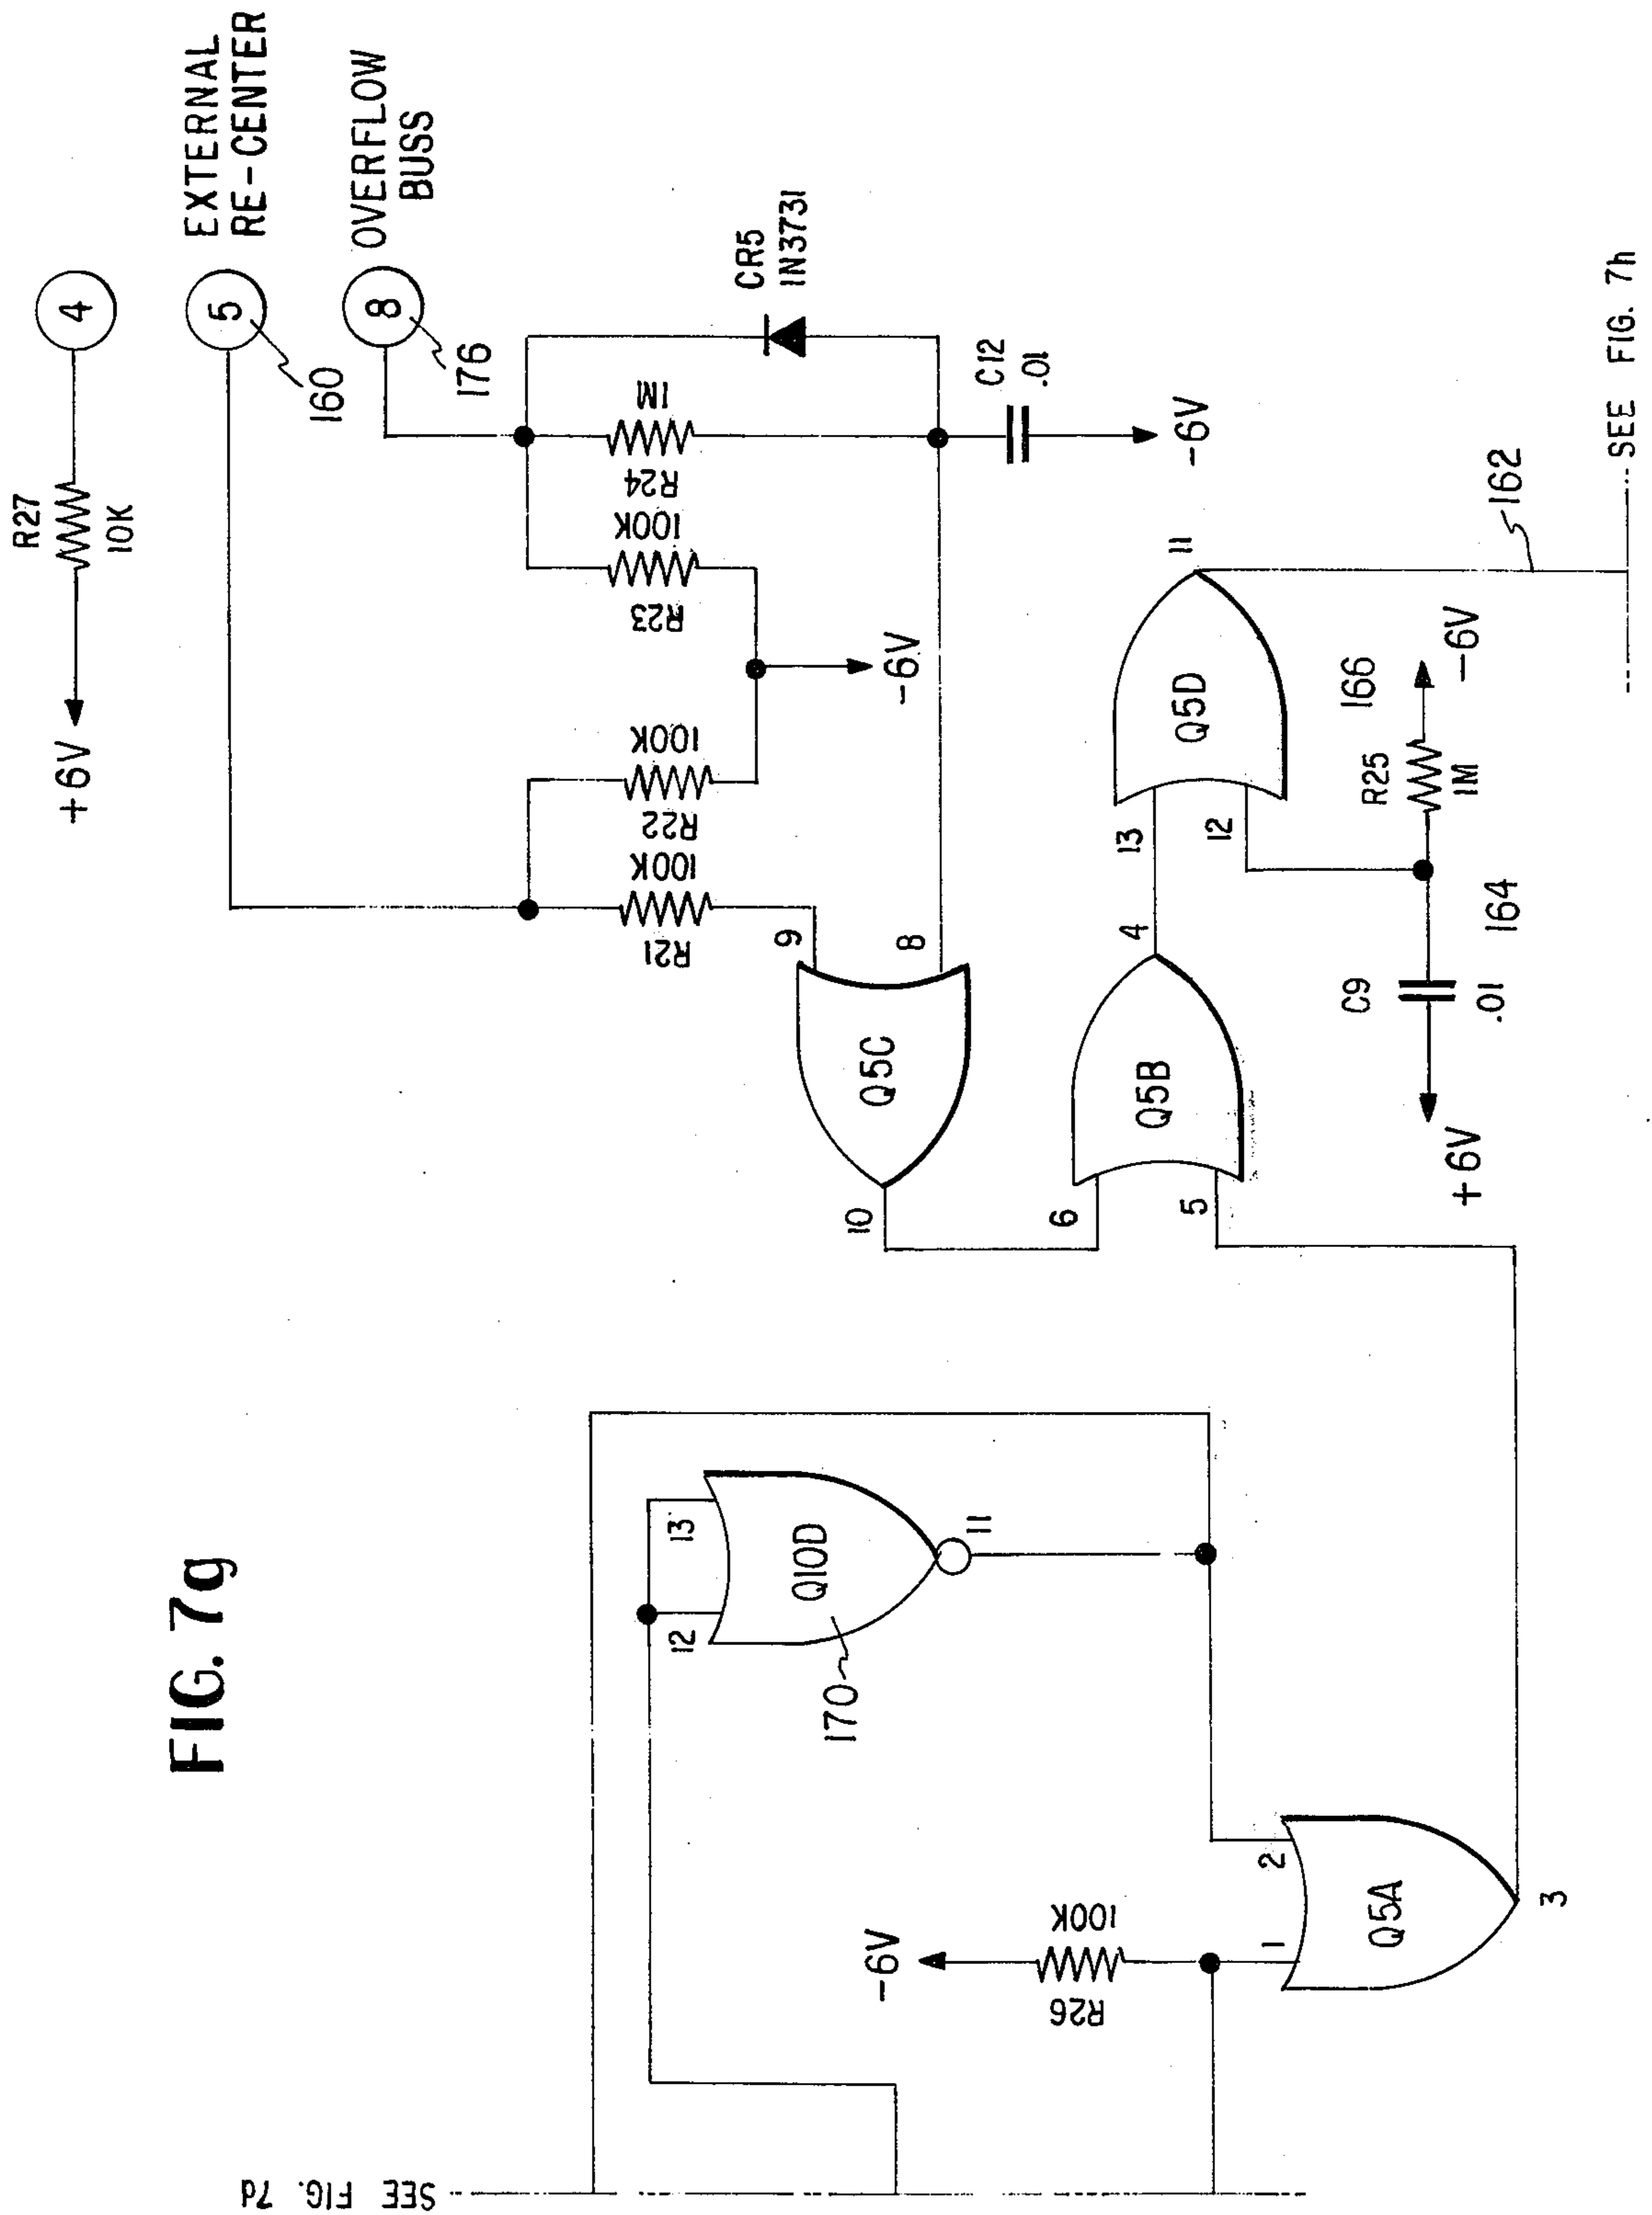 FIG. 7g
+6V
R27
10K
4
5
EXTERNAL
RE-CENTER
160
8
OVERFLOW
BUSS
176
R21
100K
R22
100K
R23
100K
R24
1M
CR5
1N3731
-6V
C12
.01
-6V
9
8
Q5C
10
6
5
Q5B
4
13
12
Q5D
11
162
SEE FIG. 7h
+6V
C9
.01
164
R25
1M
166
-6V
12
13
Q10D
11
170
-6V
R26
100K
1
2
Q5A
3
SEE FIG. 7d